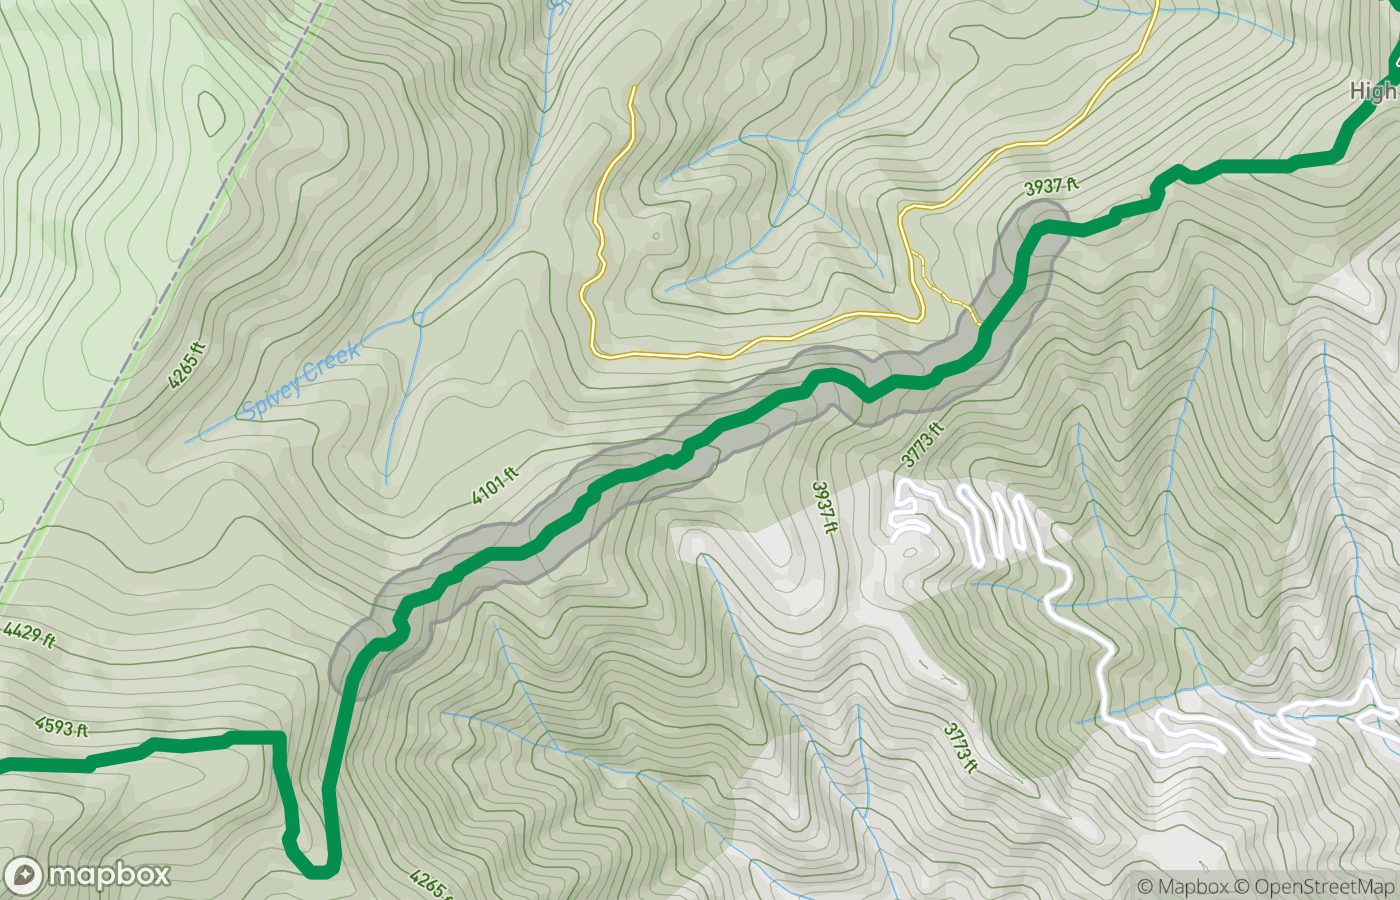 High
3937 ft
4265 ft
Spivey Creek
3773 ft
4101 ft
3937 ft
4429 ft
4593 ft
3773 ft
4265
mapbox
© Mapbox © OpenStreetMap